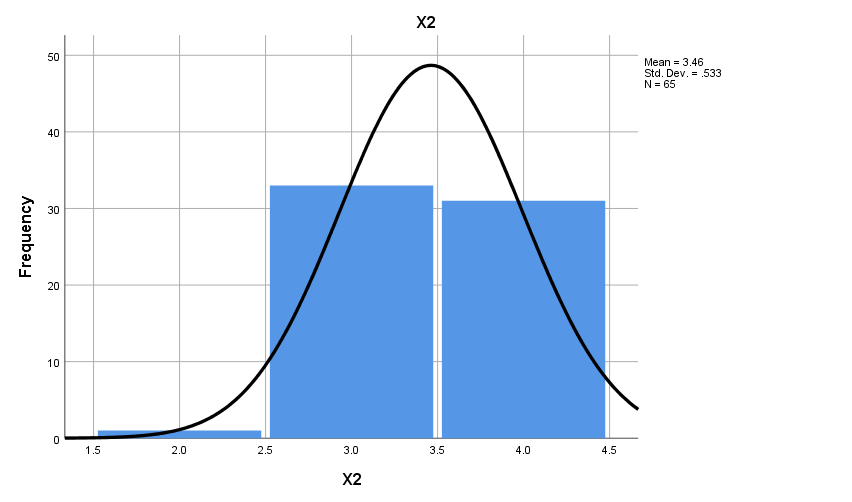 X2
Mean = 3.46
Std. Dev. = .533
N = 65
Frequency
50
40
30
20
10
0
1.5 2.0 2.5 3.0 3.5 4.0 4.5
X2